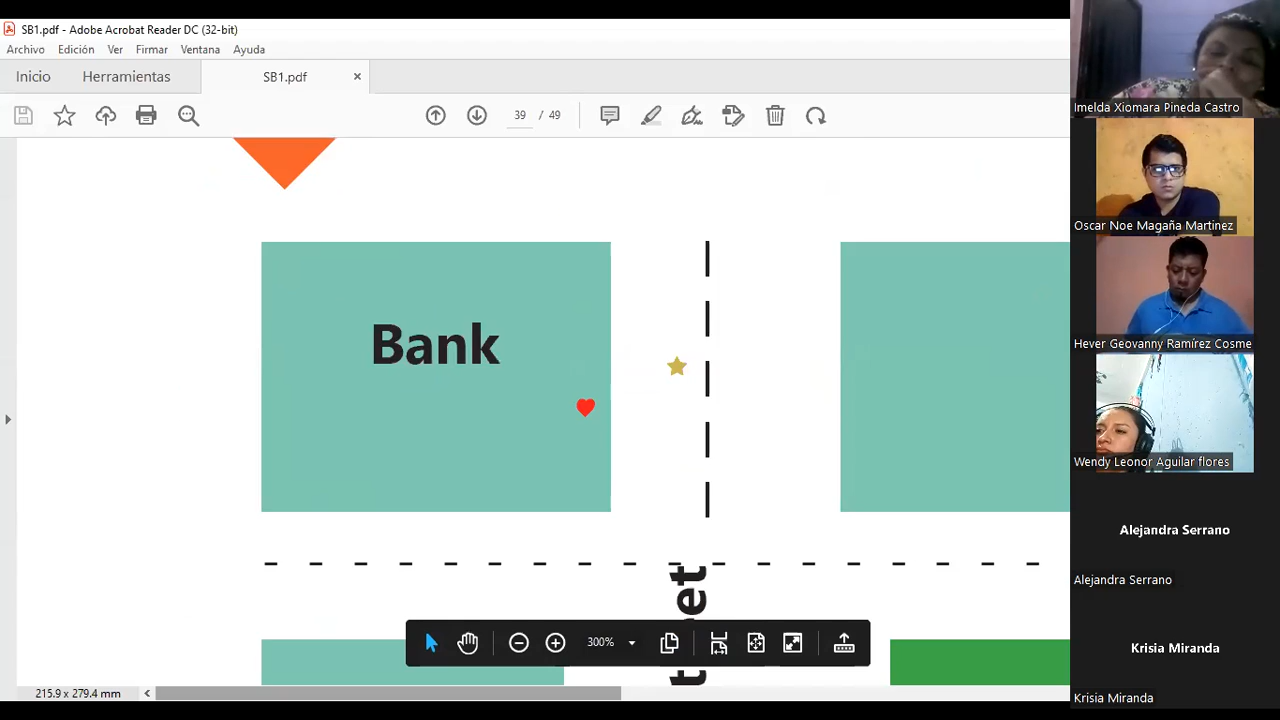 SB1.pdf - Adobe Acrobat Reader DC (32-bit)
Archivo Edición Ver Firmar Ventana Ayuda
Inicio Herramientas SB1.pdf ×
39 / 49
Bank
et
t
300%
215.9 x 279.4 mm
Imelda Xiomara Pineda Castro
Oscar Noe Magaña Martinez
Hever Geovanny Ramírez Cosme
Wendy Leonor Aguilar flores
Alejandra Serrano
Alejandra Serrano
Krisia Miranda
Krisia Miranda